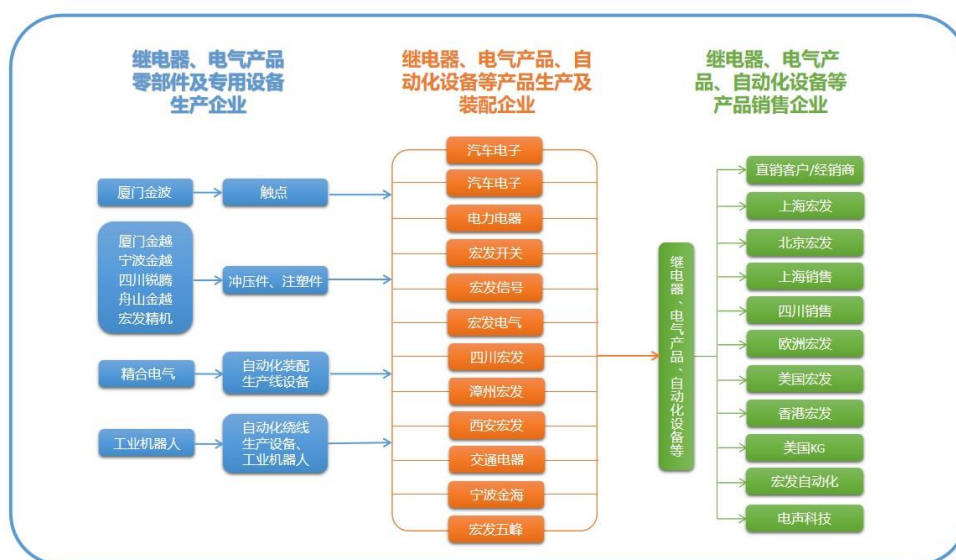 继电器、电气产品
零部件及专用设备
生产企业
继电器、电气产品、自
动化设备等产品生产及
装配企业
继电器、电气产
品、自动化设备等
产品销售企业
厦门金波
触点
厦门金越
宁波金越
四川锐腾
舟山金越
宏发精机
冲压件、注塑件
精合电气
自动化装配
生产线设备
工业机器人
自动化绕线
生产设备、
工业机器人
汽车电子
汽车电子
电力电器
宏发开关
宏发信号
宏发电气
四川宏发
漳州宏发
西安宏发
交通电器
宁波金海
宏发五峰
继电器、电气产品、自动化设备等
直销客户/经销商
上海宏发
北京宏发
上海销售
四川销售
欧洲宏发
美国宏发
香港宏发
美国KG
宏发自动化
电声科技